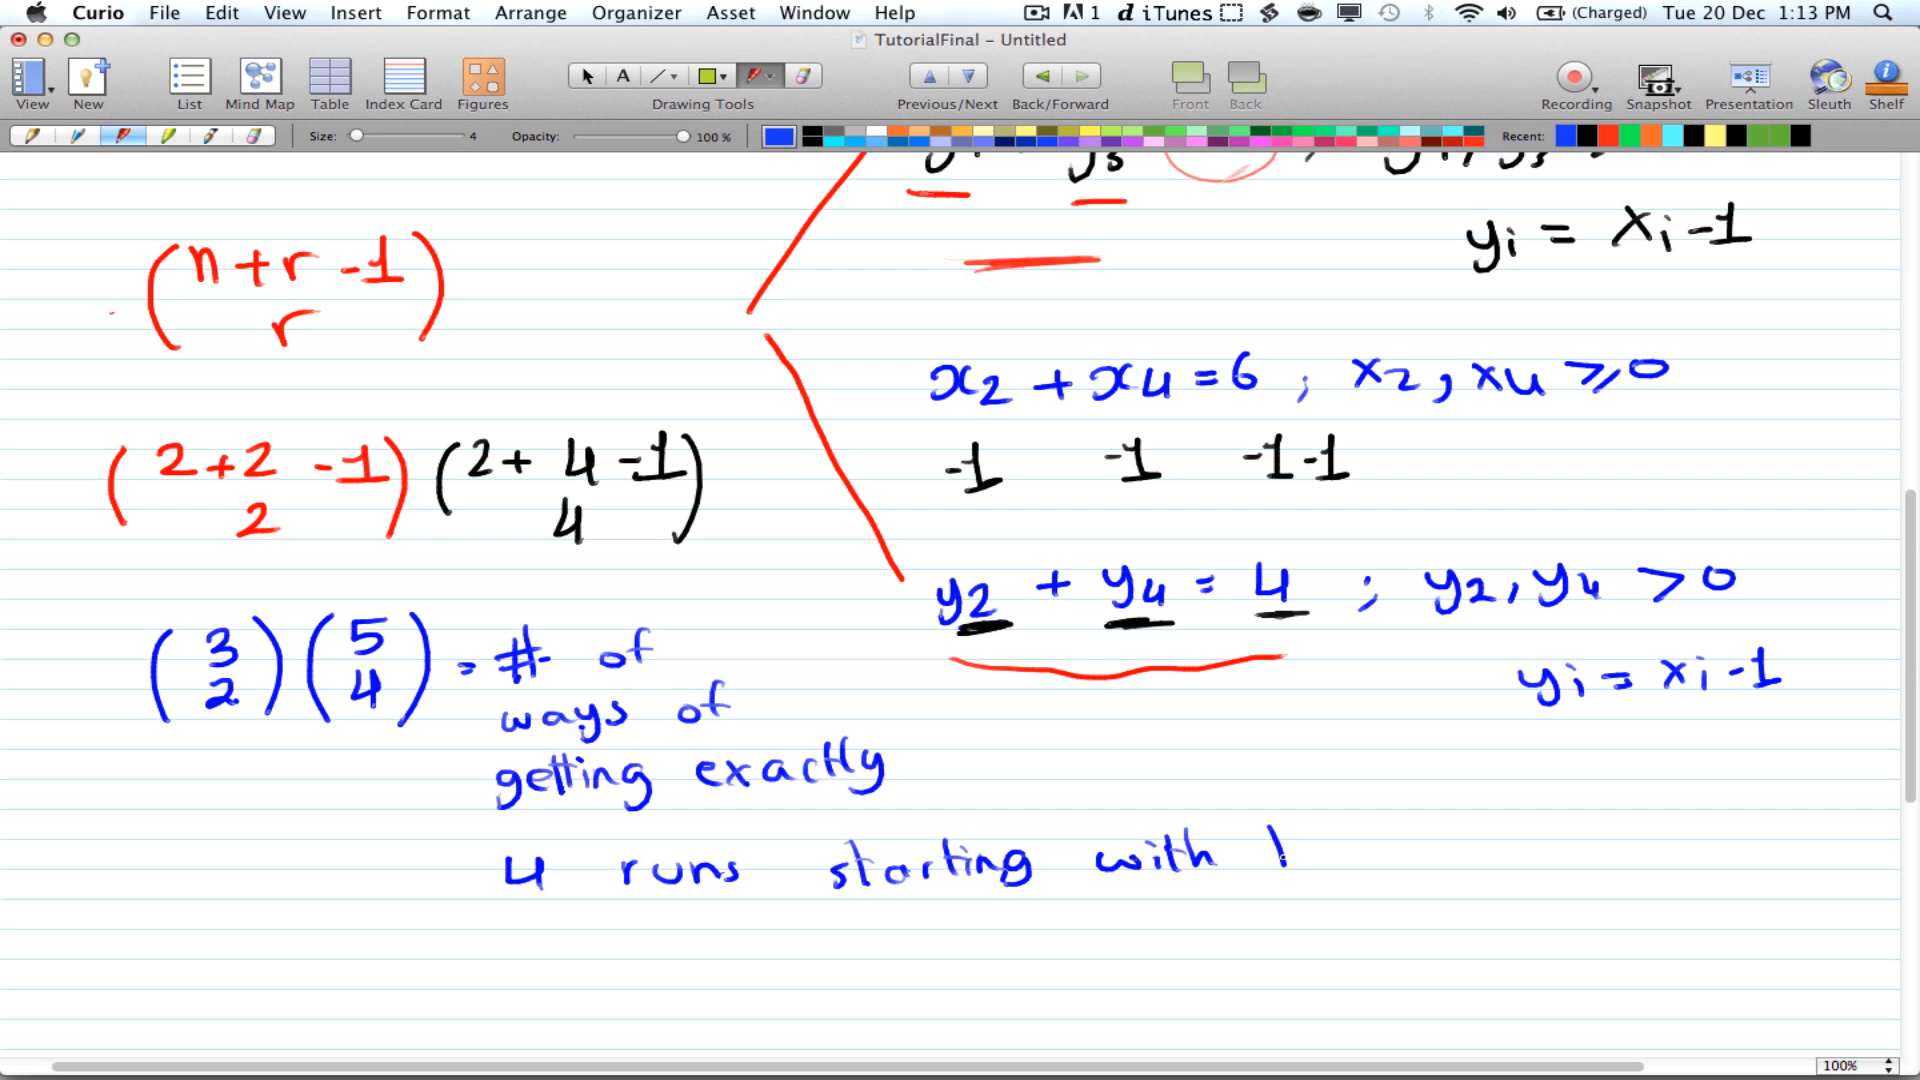 Curio File Edit View Insert Format Arrange Organizer Asset Window Help 1 d iTunes (Charged) Tue 20 Dec 1:13 PM
TutorialFinal – Untitled
View New List Mind Map Table Index Card Figures Drawing Tools Previous/Next Back/Forward Front Back Recording Snapshot Presentation Sleuth Shelf
Size: 4 Opacity: 100 % Recent:
yi = xi -1
(n+r -1
r)
x2 + x4 = 6 ; x2, x4 ⩾0
-1 -1 -1-1
(2+2 -1
2) (2+ 4 -1
4)
y2 + y4 = 4 ; y2, y4 >0
yi = xi -1
(3
2) (5
4) = # of
ways of
getting exactly
4 runs starting with
100%